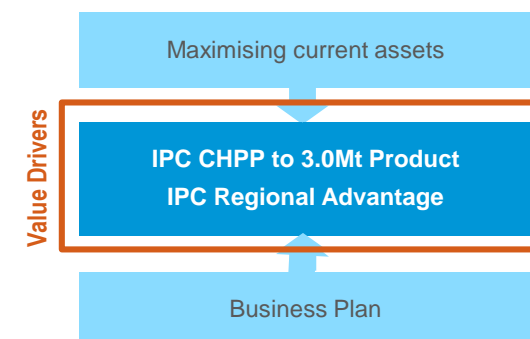 Maximising current assets
Value Drivers
IPC CHPP to 3.0Mt Product
IPC Regional Advantage
Business Plan